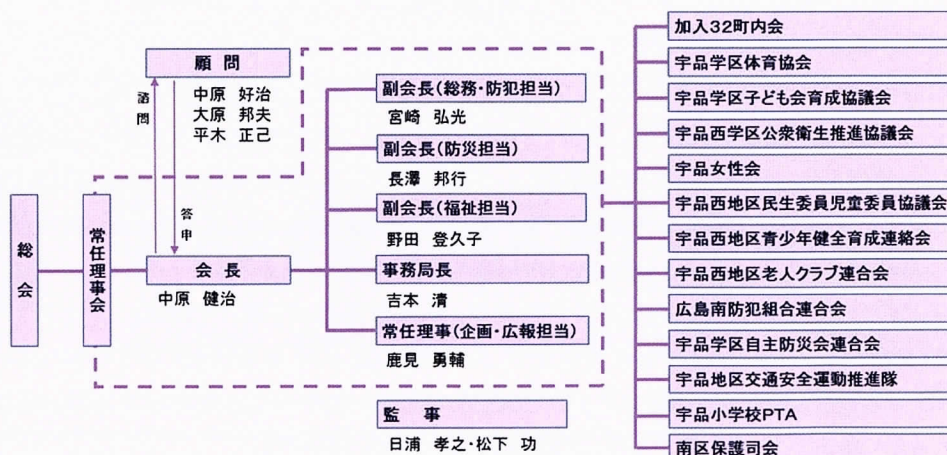 総会
常任理事会
顧問
中原 好治
大原 邦夫
平木 正己
諮問
答申
会長
中原 健治
副会長(総務・防犯担当)
宮崎 弘光
副会長(防災担当)
長澤 邦行
副会長(福祉担当)
野田 登久子
事務局長
吉本 清
常任理事(企画・広報担当)
鹿見 勇輔
監事
日浦 孝之・松下 功
加入32町内会
宇品学区体育協会
宇品学区子ども会育成協議会
宇品西学区公衆衛生推進協議会
宇品女性会
宇品西地区民生委員児童委員協議会
宇品西地区青少年健全育成連絡会
宇品西地区老人クラブ連合会
広島南防犯組合連合会
宇品学区自主防災会連合会
宇品地区交通安全運動推進隊
宇品小学校PTA
南区保護司会